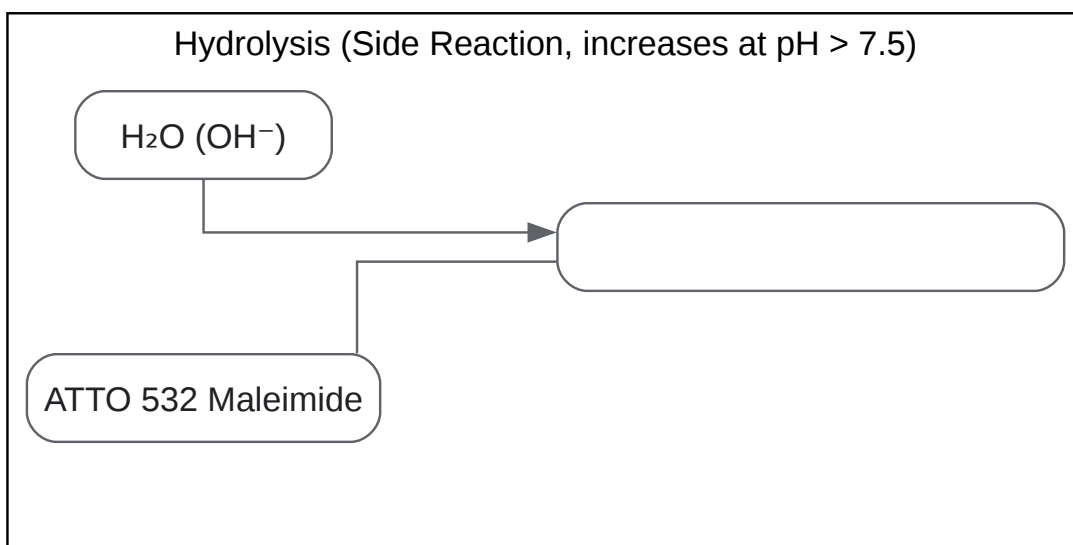 Hydrolysis (Side Reaction, increases at pH > 7.5)
H₂O (OH⁻)
ATTO 532 Maleimide